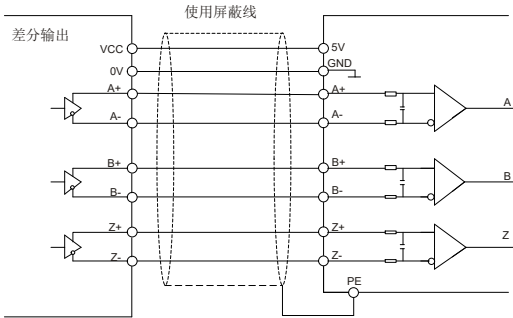 使用屏蔽线
差分输出
VCC 5V
0V GND
A+ A+
A
A- A-
B+ B+
B
B- B-
Z+ Z+
Z
Z- Z-
PE